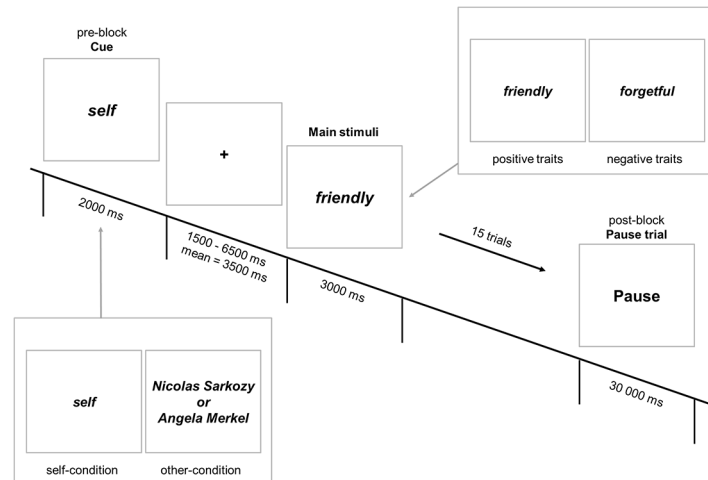 pre-block
Cue
self
+
Main stimuli
friendly
friendly
forgetful
positive traits
negative traits
2000 ms
1500 - 6500 ms
mean = 3500 ms
3000 ms
15 trials
post-block
Pause trial
Pause
30 000 ms
self
Nicolas Sarkozy
or
Angela Merkel
self-condition
other-condition